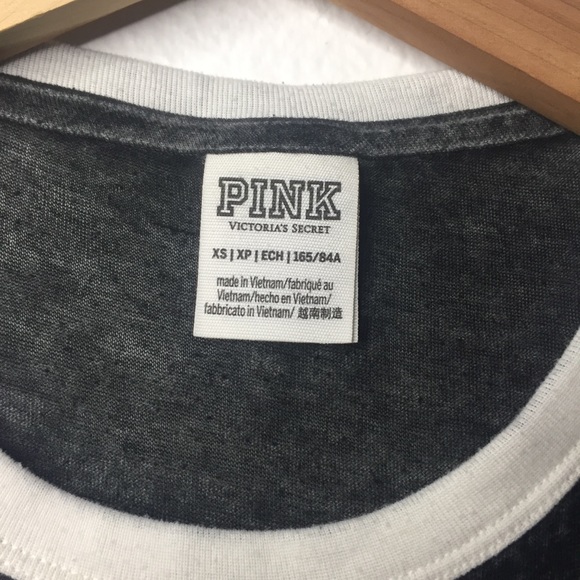 PINK
VICTORIA'S SECRET
XS | XP | ECH | 165/84A
made in Vietnam/fabriqué au
Vietnam/hecho en Vietnam/
fabbricato in Vietnam/ 越南制造